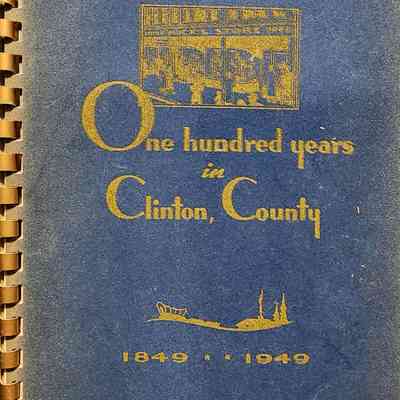 One hundred years
in
Clinton, County
1849 · · 1949